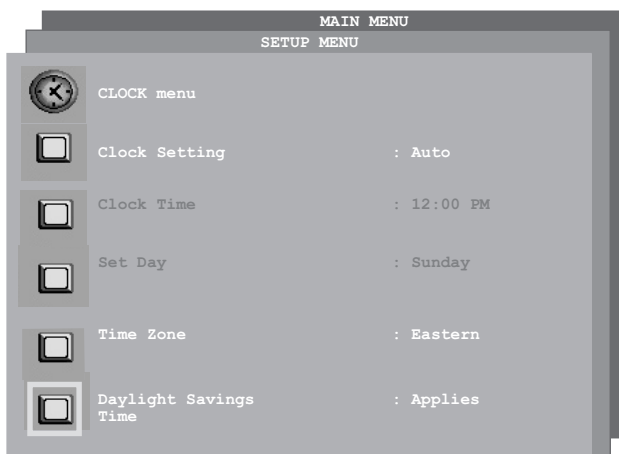 MAIN MENU
SETUP MENU
CLOCK menu
Clock Setting : Auto
Clock Time : 12:00 PM
Set Day : Sunday
Time Zone : Eastern
Daylight Savings : Applies
Time